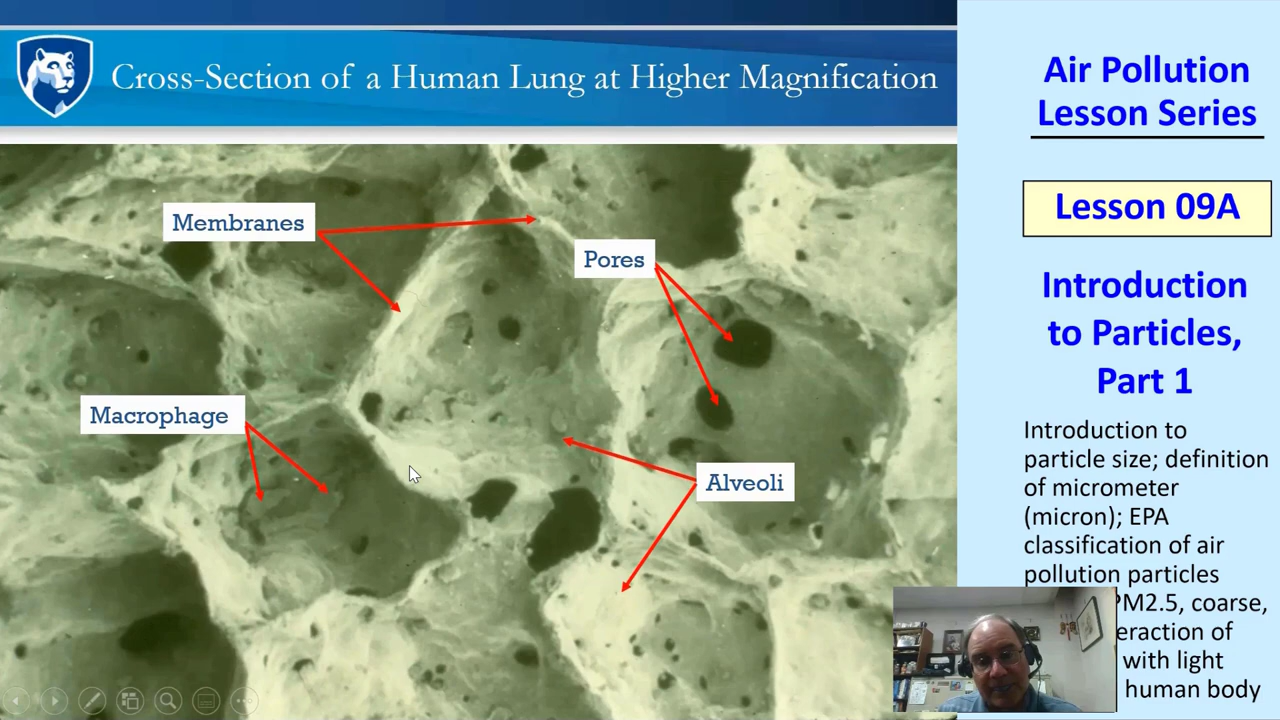 Cross-Section of a Human Lung at Higher Magnification
Membranes
Pores
Macrophage
Alveoli
Air Pollution
Lesson Series
Lesson 09A
Introduction
to Particles,
Part 1
Introduction to
particle size; definition
of micrometer
(micron); EPA
classification of air
pollution particles
PM2.5, coarse,
eraction of
with light
human body